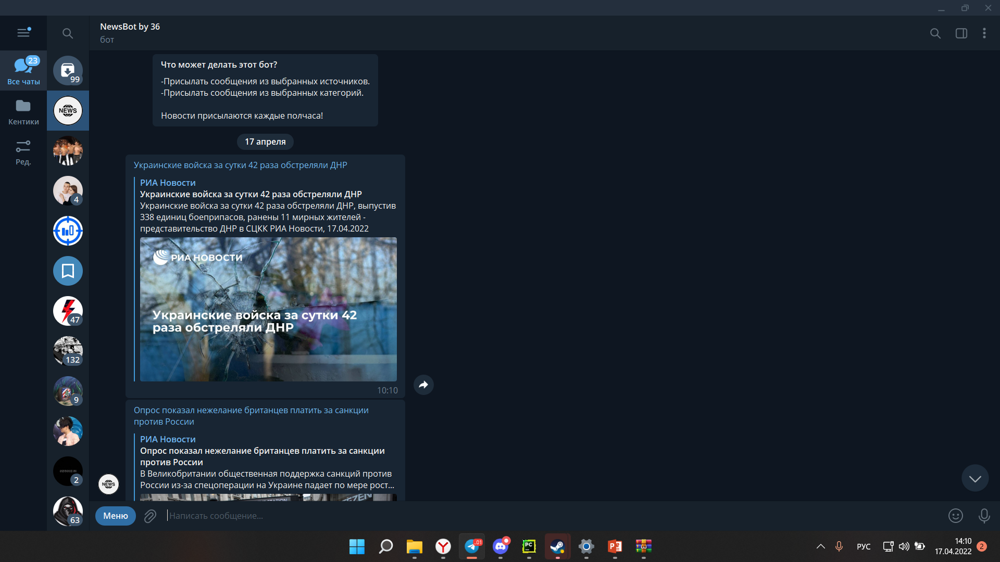 NewsBot by 36
бот
23
Все чаты
Кентики
Ред.
99
NEWS
4
47
132
9
2
63
Что может делать этот бот?
-Присылать сообщения из выбранных источников.
-Присылать сообщения из выбранных категорий.
Новости присылаются каждые полчаса!
17 апреля
Украинские войска за сутки 42 раза обстреляли ДНР
РИА Новости
Украинские войска за сутки 42 раза обстреляли ДНР
Украинские войска за сутки 42 раза обстреляли ДНР, выпустив
338 единиц боеприпасов, ранены 11 мирных жителей -
представительство ДНР в СЦКК РИА Новости, 17.04.2022
РИА НОВОСТИ
Украинские войска за сутки 42
раза обстреляли ДНР
10:10
Опрос показал нежелание британцев платить за санкции
против России
РИА Новости
Опрос показал нежелание британцев платить за санкции
против России
В Великобритании общественная поддержка санкций против
России из-за спецоперации на Украине падает по мере рост...
NEWS
Меню
Написать сообщение...
..01
PC
P
РУС
14:10
17.04.2022
2